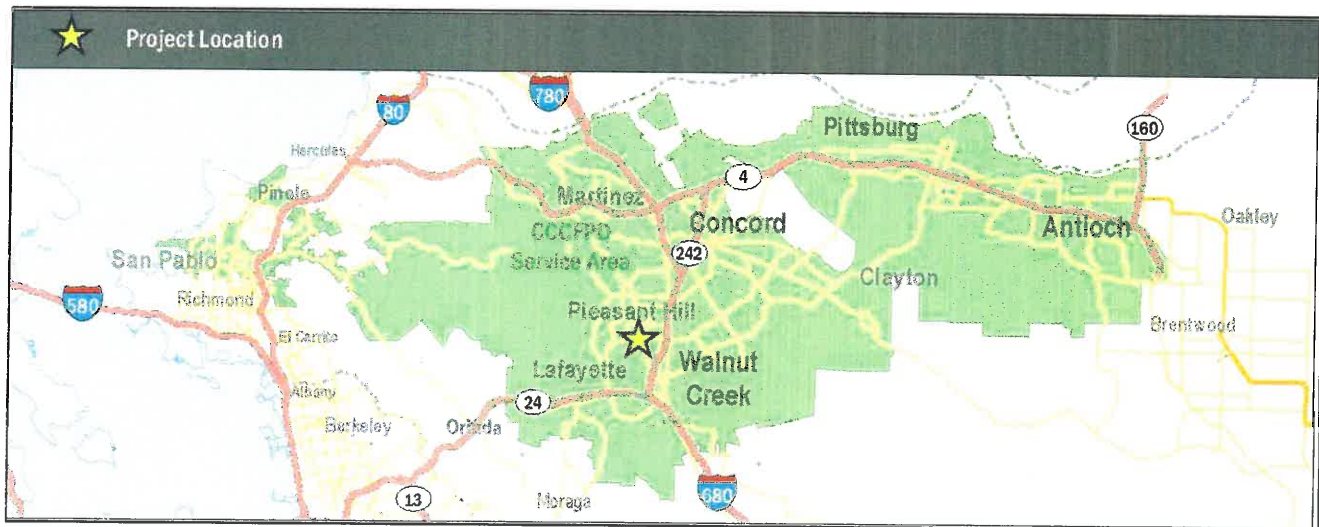 Project Location
780
80
160
Pittsburg
Hercules
4
Pinole
Martinez
Concord
Oakley
CCCFPD
Service Area
Antioch
San Pablo
242
Clayton
Richmond
580
Pleasant Hill
Brentwood
El Cerrito
Walnut
Creek
Lafayette
Albany
24
Berkeley
Orinda
680
13
Moraga